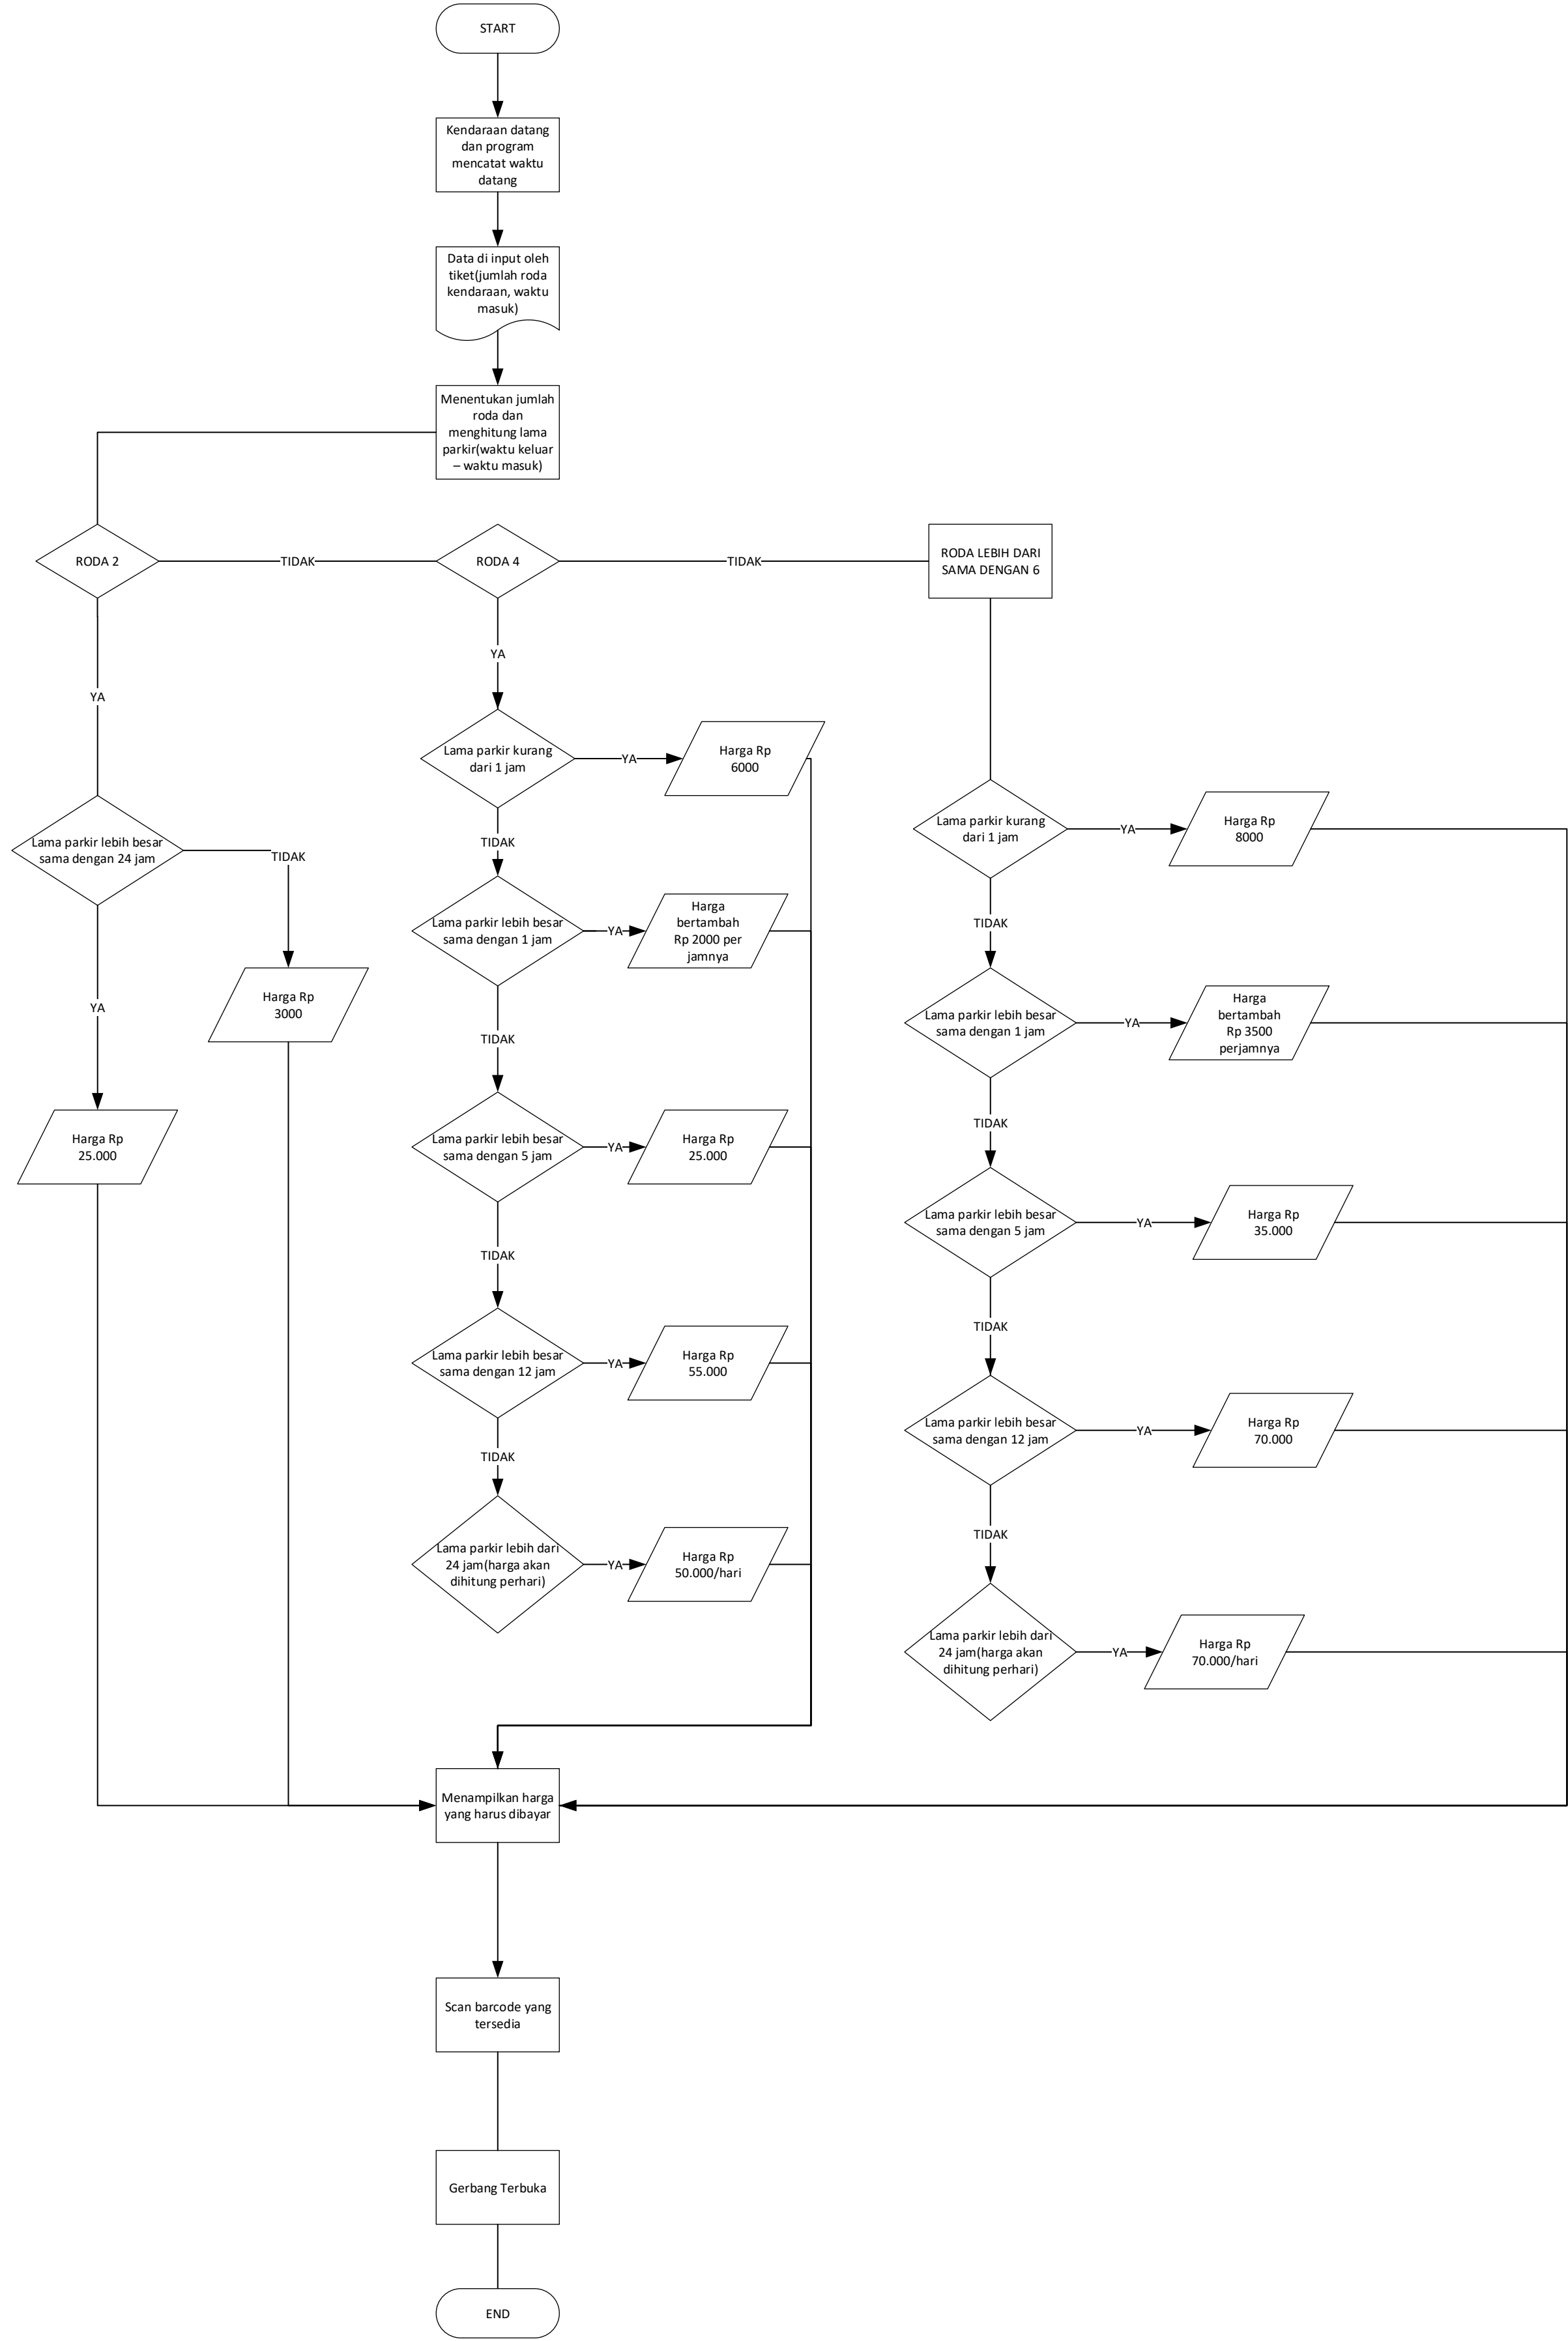 START
Kendaraan datang
dan program
mencatat waktu
datang
Data di input oleh
tiket(jumlah roda
kendaraan, waktu
masuk)
Menentukan jumlah
roda dan
menghitung lama
parkir(waktu keluar
– waktu masuk)
RODA 2
TIDAK
RODA 4
TIDAK
RODA LEBIH DARI
SAMA DENGAN 6
YA
Lama parkir lebih besar
sama dengan 24 jam
TIDAK
Harga Rp
3000
YA
Harga Rp
25.000
YA
Lama parkir kurang
dari 1 jam
YA
Harga Rp
6000
TIDAK
Lama parkir lebih besar
sama dengan 1 jam
YA
Harga
bertambah
Rp 2000 per
jamnya
TIDAK
Lama parkir lebih besar
sama dengan 5 jam
YA
Harga Rp
25.000
TIDAK
Lama parkir lebih besar
sama dengan 12 jam
YA
Harga Rp
55.000
TIDAK
Lama parkir lebih dari
24 jam(harga akan
dihitung perhari)
YA
Harga Rp
50.000/hari
Lama parkir kurang
dari 1 jam
YA
Harga Rp
8000
TIDAK
Lama parkir lebih besar
sama dengan 1 jam
YA
Harga
bertambah
Rp 3500
perjamnya
TIDAK
Lama parkir lebih besar
sama dengan 5 jam
YA
Harga Rp
35.000
TIDAK
Lama parkir lebih besar
sama dengan 12 jam
YA
Harga Rp
70.000
TIDAK
Lama parkir lebih dari
24 jam(harga akan
dihitung perhari)
YA
Harga Rp
70.000/hari
Menampilkan harga
yang harus dibayar
Scan barcode yang
tersedia
Gerbang Terbuka
END